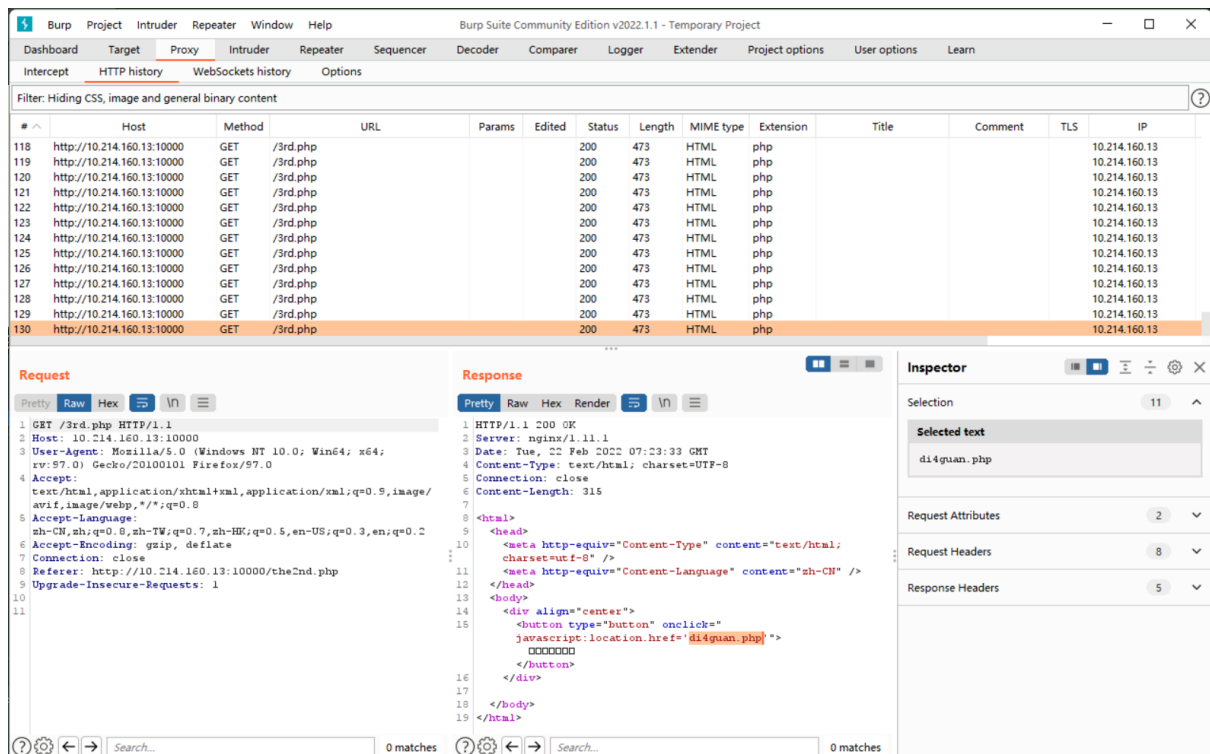 Burp Project Intruder Repeater Window Help Burp Suite Community Edition v2022.1.1 - Temporary Project
Dashboard Target Proxy Intruder Repeater Sequencer Decoder Comparer Logger Extender Project options User options Learn
Intercept HTTP history WebSockets history Options
Filter: Hiding CSS, image and general binary content
# Host Method URL Params Edited Status Length MIME type Extension Title Comment TLS IP
118 http://10.214.160.13:10000 GET /3rd.php 200 473 HTML php 10.214.160.13
119 http://10.214.160.13:10000 GET /3rd.php 200 473 HTML php 10.214.160.13
120 http://10.214.160.13:10000 GET /3rd.php 200 473 HTML php 10.214.160.13
121 http://10.214.160.13:10000 GET /3rd.php 200 473 HTML php 10.214.160.13
122 http://10.214.160.13:10000 GET /3rd.php 200 473 HTML php 10.214.160.13
123 http://10.214.160.13:10000 GET /3rd.php 200 473 HTML php 10.214.160.13
124 http://10.214.160.13:10000 GET /3rd.php 200 473 HTML php 10.214.160.13
125 http://10.214.160.13:10000 GET /3rd.php 200 473 HTML php 10.214.160.13
126 http://10.214.160.13:10000 GET /3rd.php 200 473 HTML php 10.214.160.13
127 http://10.214.160.13:10000 GET /3rd.php 200 473 HTML php 10.214.160.13
128 http://10.214.160.13:10000 GET /3rd.php 200 473 HTML php 10.214.160.13
129 http://10.214.160.13:10000 GET /3rd.php 200 473 HTML php 10.214.160.13
130 http://10.214.160.13:10000 GET /3rd.php 200 473 HTML php 10.214.160.13
Request
Pretty Raw Hex \n
1 GET /3rd.php HTTP/1.1
2 Host: 10.214.160.13:10000
3 User-Agent: Mozilla/5.0 (Windows NT 10.0; Win64; x64;
rv:97.0) Gecko/20100101 Firefox/97.0
4 Accept:
text/html,application/xhtml+xml,application/xml;q=0.9,image/
avif,image/webp,*/*;q=0.8
5 Accept-Language:
zh-CN,zh;q=0.8,zh-TW;q=0.7,zh-HK;q=0.5,en-US;q=0.3,en;q=0.2
6 Accept-Encoding: gzip, deflate
7 Connection: close
8 Referer: http://10.214.160.13:10000/the2nd.php
9 Upgrade-Insecure-Requests: 1
10
11
Search... 0 matches
Response
Pretty Raw Hex Render \n
1 HTTP/1.1 200 OK
2 Server: nginx/1.11.1
3 Date: Tue, 22 Feb 2022 07:23:33 GMT
4 Content-Type: text/html; charset=UTF-8
5 Connection: close
6 Content-Length: 315
7
8 <html>
9 <head>
10 <meta http-equiv="Content-Type" content="text/html;
charset=utf-8" />
11 <meta http-equiv="Content-Language" content="zh-CN" />
12 </head>
13 <body>
14 <div align="center">
15 <button type="button" onclick="
javascript:location.href='di4guan.php'">
□□□□□□□
</button>
16 </div>
17
18 </body>
19 </html>
Search... 0 matches
Inspector
Selection 11
Selected text
di4guan.php
Request Attributes 2
Request Headers 8
Response Headers 5